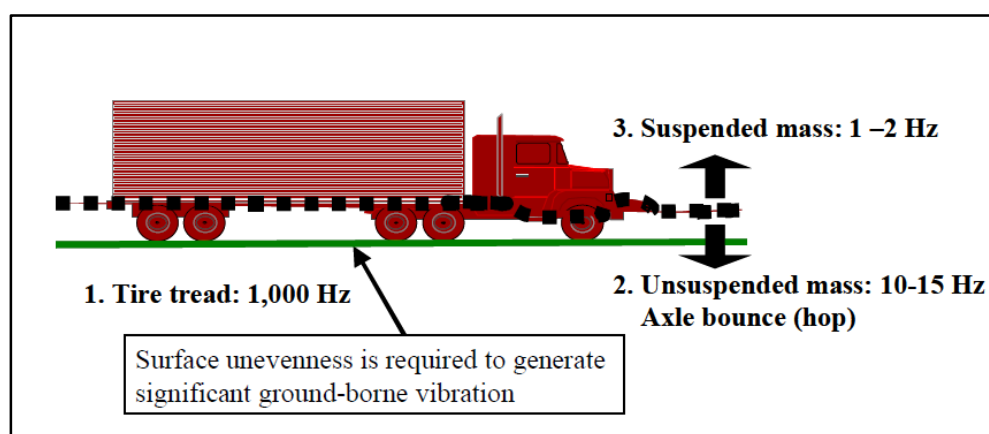 3. Suspended mass: 1 –2 Hz
1. Tire tread: 1,000 Hz
2. Unsuspended mass: 10-15 Hz
Axle bounce (hop)
Surface unevenness is required to generate
significant ground-borne vibration